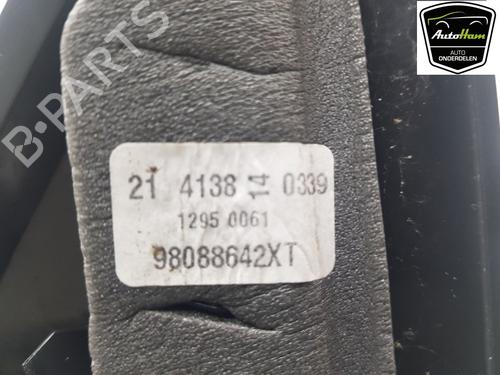 AutoHam
AUTO
ONDERDELEN
B-PARTS
21 4138 14 0339
1295 0061
98088642XT